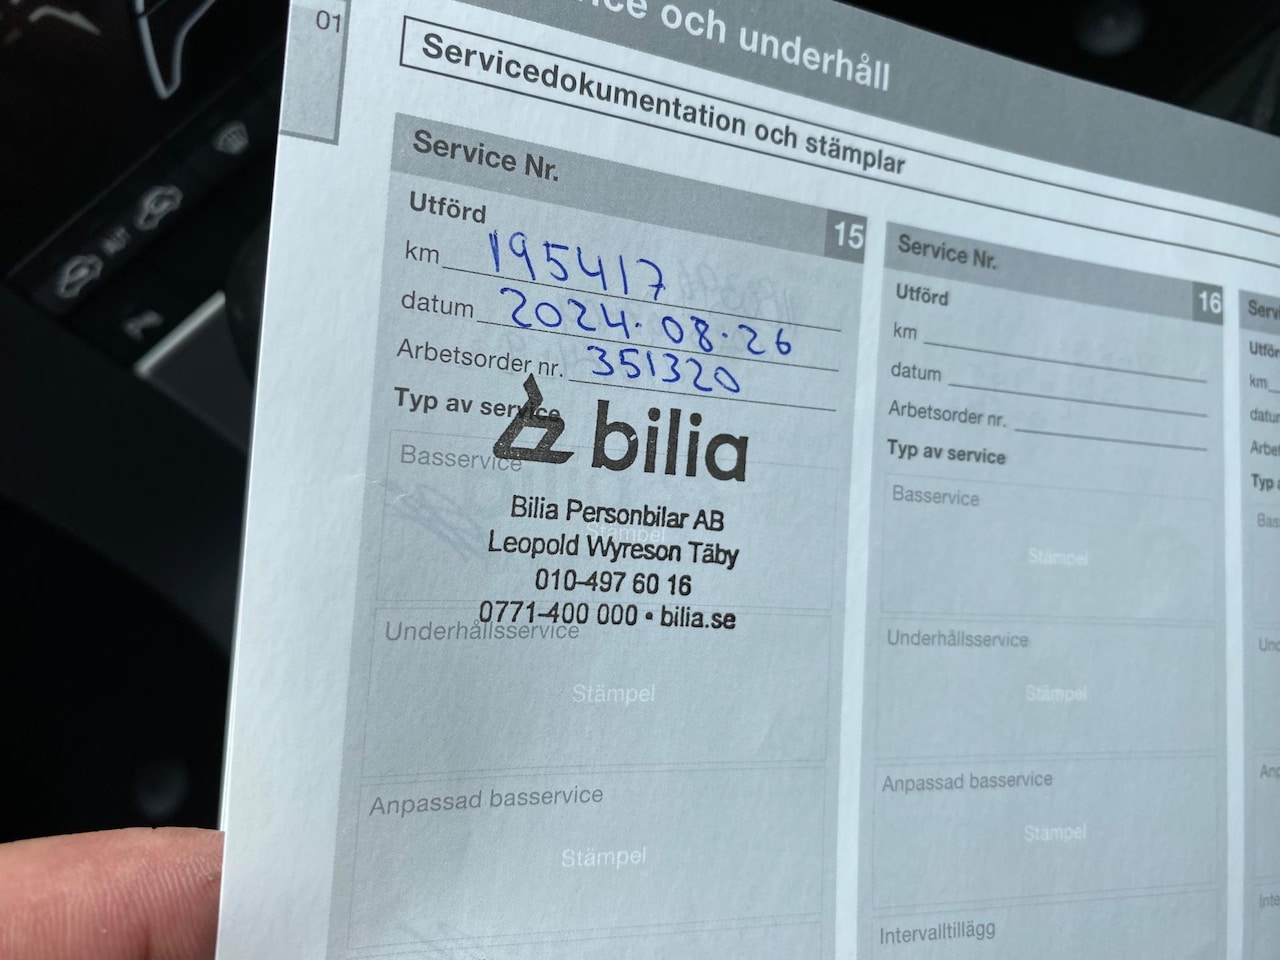 01
och underhåll
Servicedokumentation och stämplar
Service Nr.
15
Utförd
km 195417
datum 2024.08.26
Arbetsorder nr. 351320
Typ av service
bilia
Basservice
Bilia Personbilar AB
Stämpel
Leopold Wyreson Täby
010-497 60 16
0771-400 000 • bilia.se
Underhållsservice
Stämpel
Anpassad basservice
Stämpel
Service Nr.
16
Utförd
km
datum
Arbetsorder nr.
Typ av service
Basservice
Stämpel
Underhållsservice
Stämpel
Anpassad basservice
Stämpel
Intervalltillägg
km